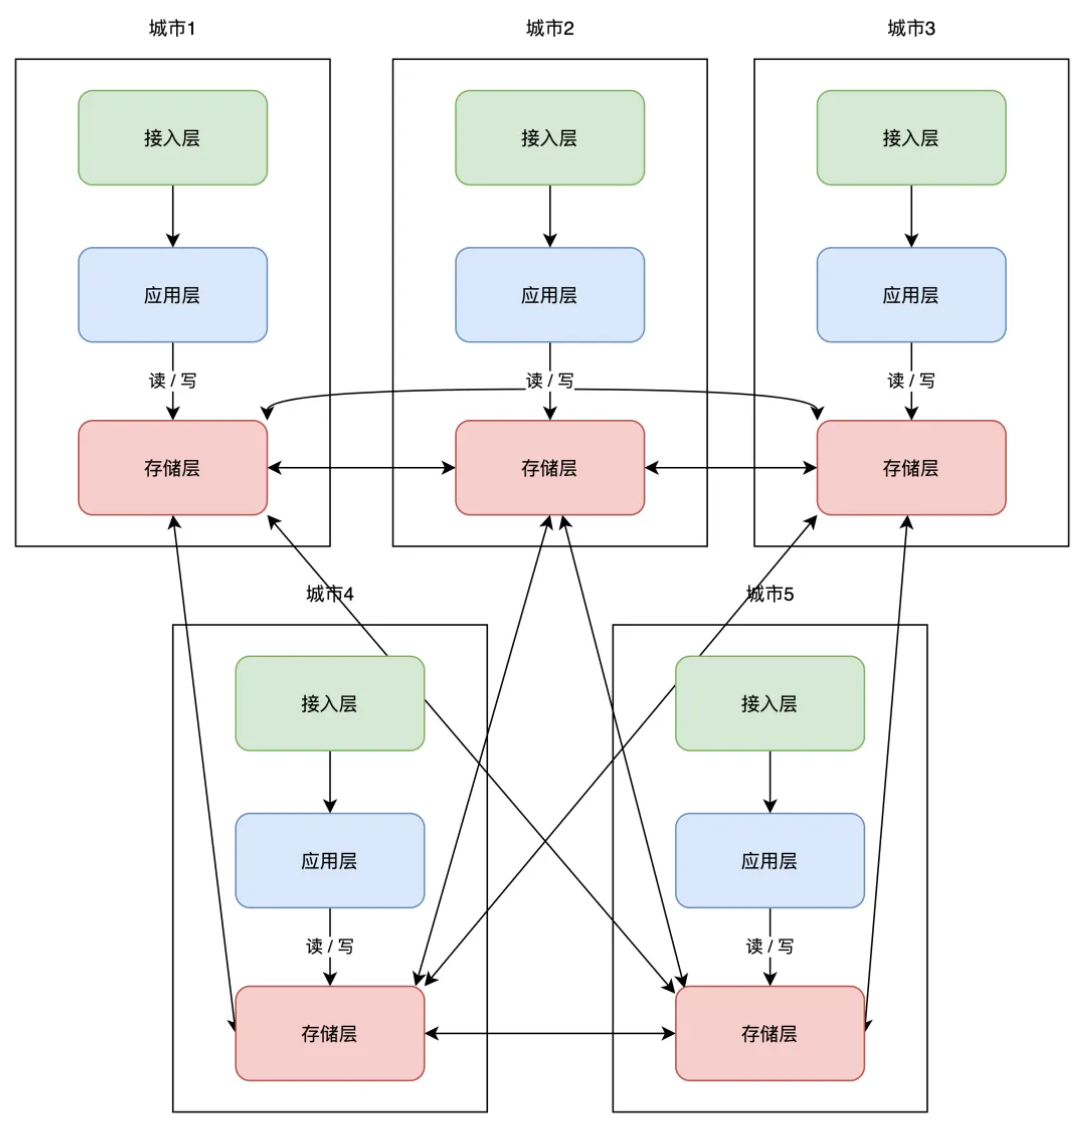 城市1
城市2
城市3
接入层
接入层
接入层
应用层
应用层
应用层
读 / 写
读 / 写
读 / 写
存储层
存储层
存储层
城市4
城市5
接入层
接入层
应用层
应用层
读 / 写
读 / 写
存储层
存储层